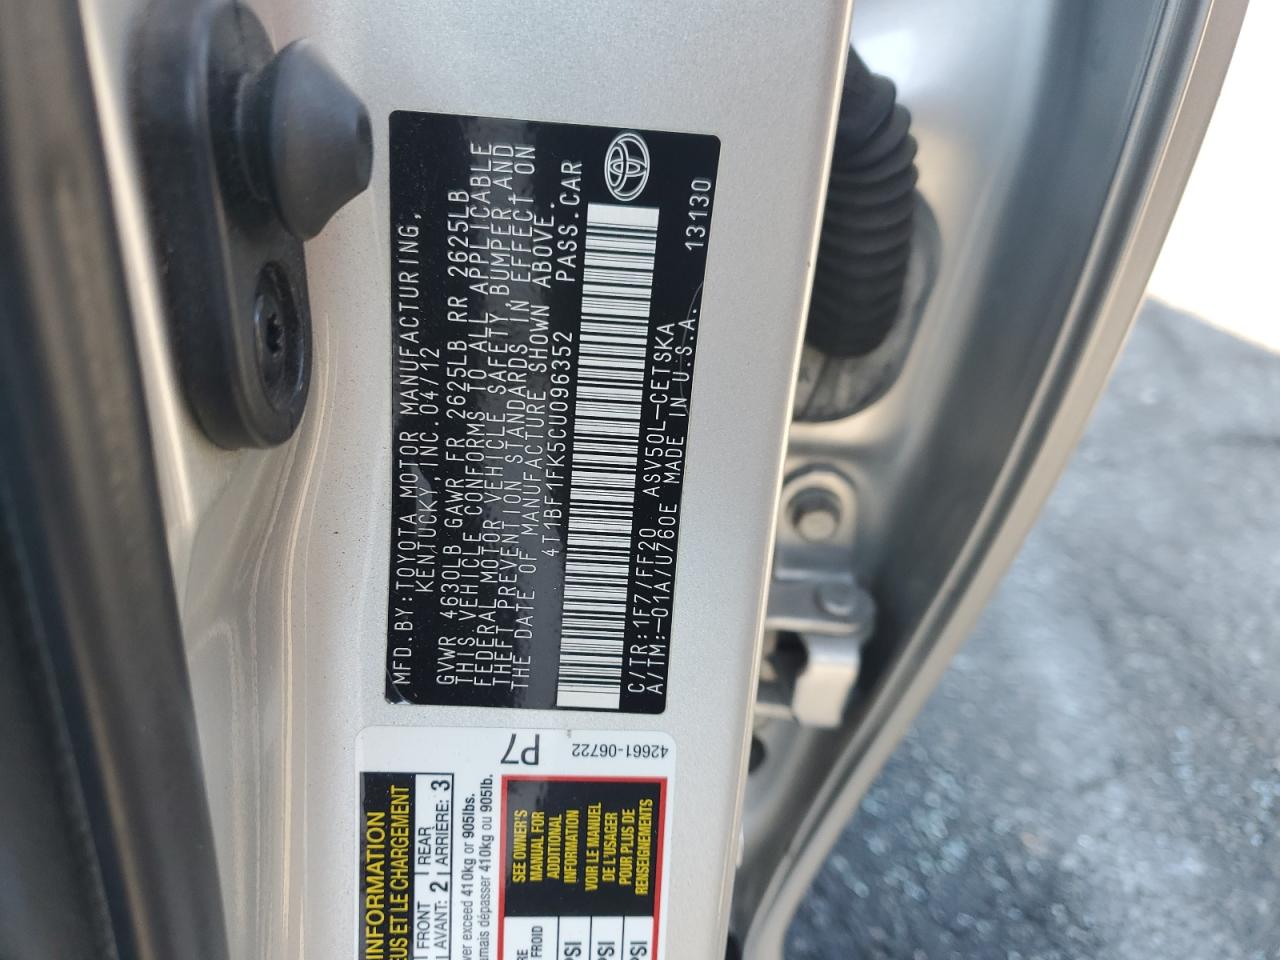 MFD.BY:TOYOTA MOTOR MANUFACTURING,
KENTUCKY,INC.04/12
GVWR 4630LB GAWR FR 2625LB RR 2625LB
THIS VEHICLE CONFORMS TO ALL APPLICABLE
FEDERAL MOTOR VEHICLE SAFETY,BUMPER,AND
THEFT PREVENTION STANDARDS IN EFFECT ON
THE DATE OF MANUFACTURE SHOWN ABOVE.
4T1BF1FK5CU096352 PASS.CAR
C/TR:1F7/FF20 ASV50L-CETSKA 13130
A/TM:-01A/U760E MADE IN U.S.A.
42661-06722
P7
INFORMATION
ET LE CHARGEMENT
FRONT REAR
AVANT: 2 ARRIÈRE: 3
exceed 410kg or 905lbs.
jamais dépasser 410kg ou 905lb.
SEE OWNER'S
MANUAL FOR
ADDITIONAL
INFORMATION
VOIR LE MANUEL
DE L'USAGER
POUR PLUS DE
RENSEIGNEMENTS
FROID
PSI
PSI
PSI